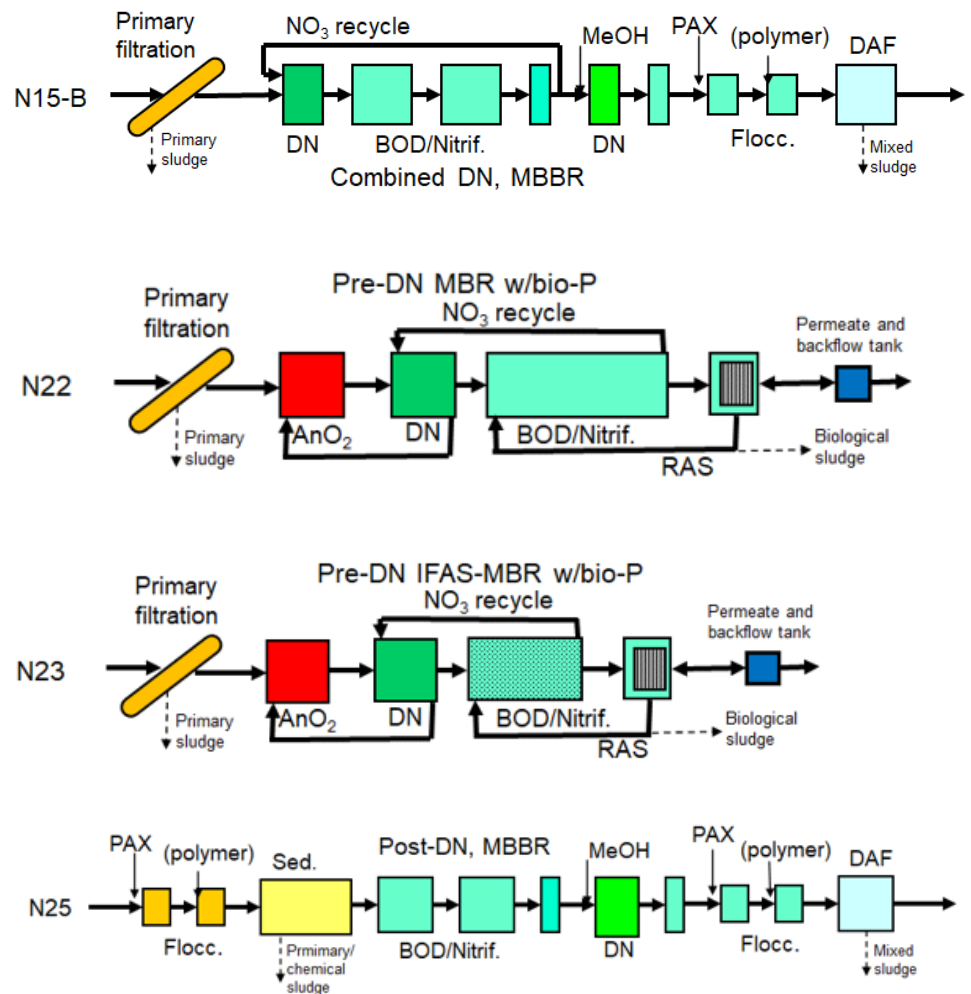 Primary
filtration
NO3 recycle
MeOH
PAX
(polymer)
DAF
N15-B
Primary
sludge
DN
BOD/Nitrif.
DN
Flocc.
Mixed
sludge
Combined DN, MBBR
Pre-DN MBR w/bio-P
Primary
filtration
NO3 recycle
Permeate and
backflow tank
N22
Primary
sludge
AnO2
DN
BOD/Nitrif.
RAS
Biological
sludge
Pre-DN IFAS-MBR w/bio-P
Primary
filtration
NO3 recycle
Permeate and
backflow tank
N23
Primary
sludge
AnO2
DN
BOD/Nitrif.
RAS
Biological
sludge
PAX
(polymer)
Sed.
Post-DN, MBBR
MeOH
PAX
(polymer)
DAF
N25
Flocc.
Prmimary/
chemical
sludge
BOD/Nitrif.
DN
Flocc.
Mixed
sludge